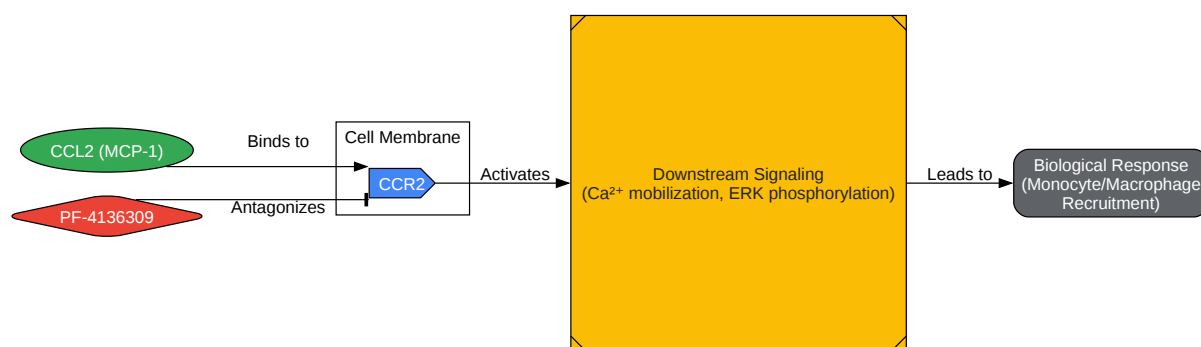 CCL2 (MCP-1)
Binds to
PF-4136309
Antagonizes
Cell Membrane
CCR2
Activates
Downstream Signaling
(Ca²⁺ mobilization, ERK phosphorylation)
Leads to
Biological Response
(Monocyte/Macrophage
Recruitment)